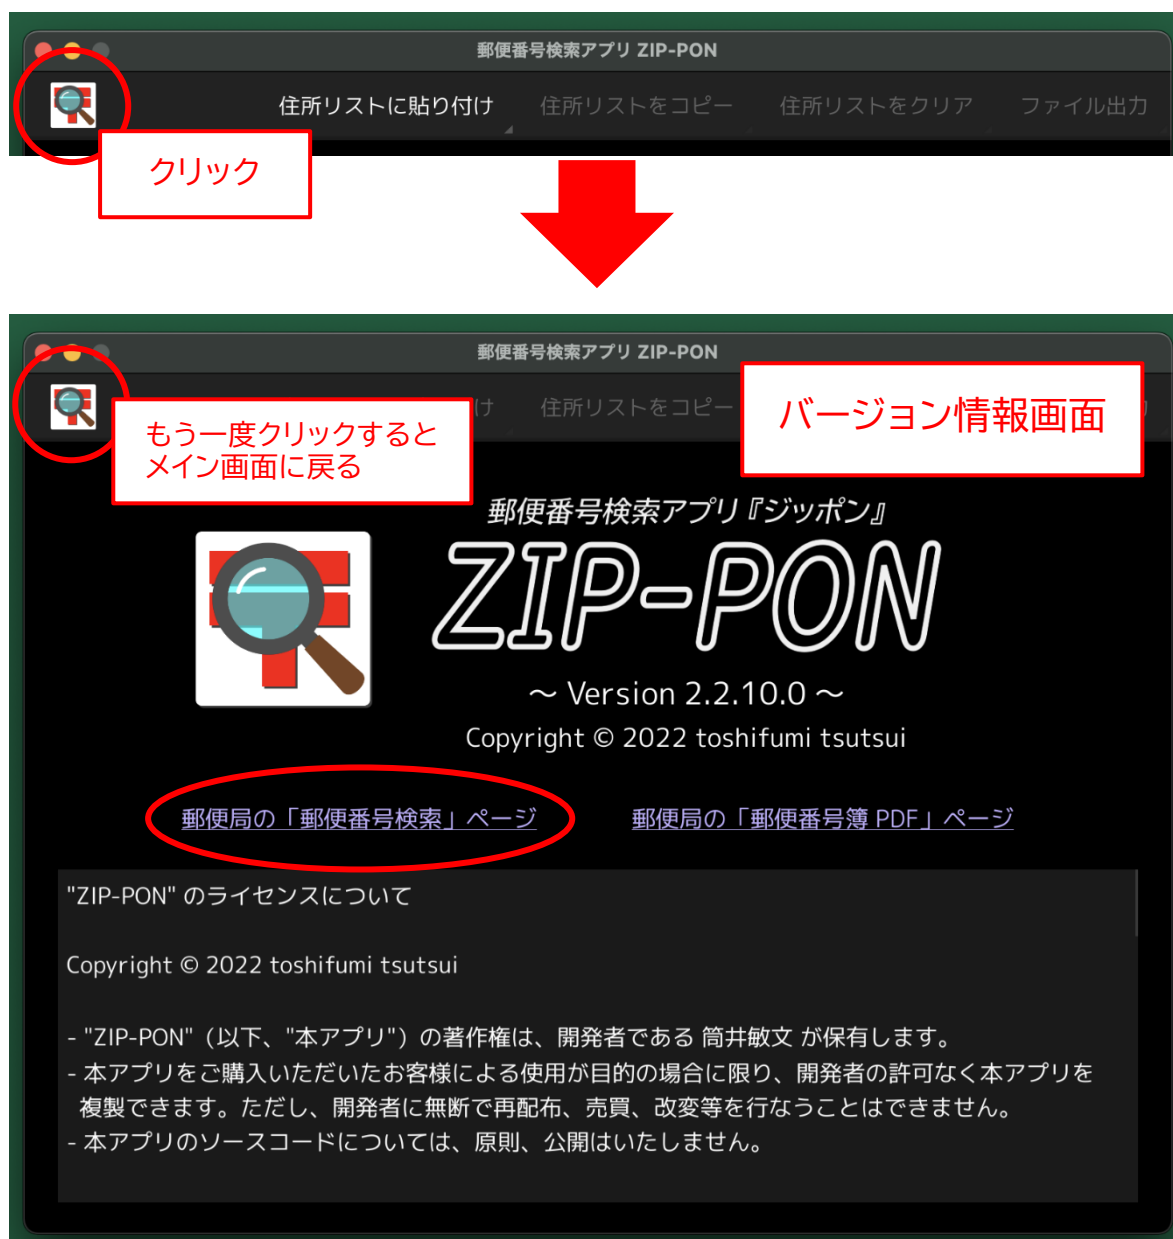 郵便番号検索アプリ ZIP-PON
住所リストに貼り付け 住所リストをコピー 住所リストをクリア ファイル出力
クリック
郵便番号検索アプリ ZIP-PON
け 住所リストをコピー
バージョン情報画面
もう一度クリックすると
メイン画面に戻る
郵便番号検索アプリ『ジッポン』
ZIP-PON
～ Version 2.2.10.0 ～
Copyright © 2022 toshifumi tsutsui
郵便局の「郵便番号検索」ページ 郵便局の「郵便番号簿 PDF」ページ
"ZIP-PON" のライセンスについて
Copyright © 2022 toshifumi tsutsui
- "ZIP-PON"（以下、"本アプリ"）の著作権は、開発者である 筒井敏文 が保有します。
- 本アプリをご購入いただいたお客様による使用が目的の場合に限り、開発者の許可なく本アプリを
複製できます。ただし、開発者に無断で再配布、売買、改変等を行なうことはできません。
- 本アプリのソースコードについては、原則、公開はいたしません。